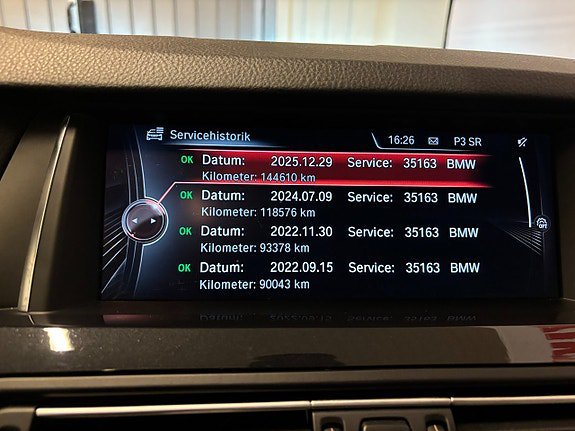 Servicehistorik 16:26 P3 SR
OK Datum: 2025.12.29 Service: 35163 BMW
Kilometer: 144610 km
OK Datum: 2024.07.09 Service: 35163 BMW
Kilometer: 118576 km
OK Datum: 2022.11.30 Service: 35163 BMW
Kilometer: 93378 km
OK Datum: 2022.09.15 Service: 35163 BMW
Kilometer: 90043 km